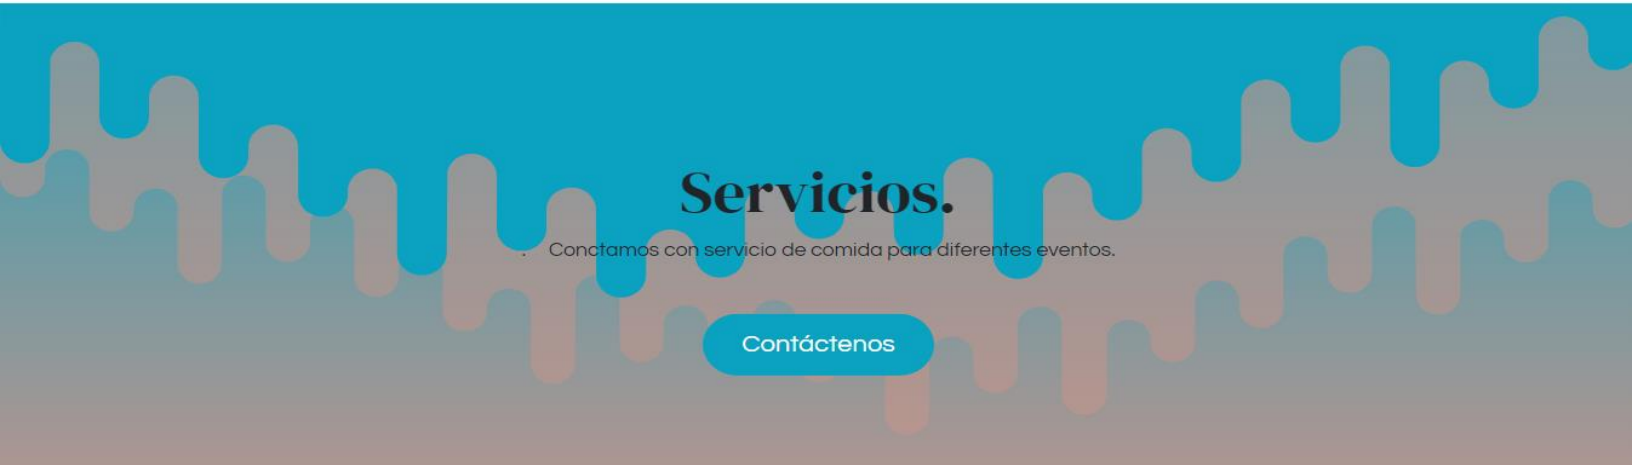 Servicios.
. Conctamos con servicio de comida para diferentes eventos.
Contáctenos